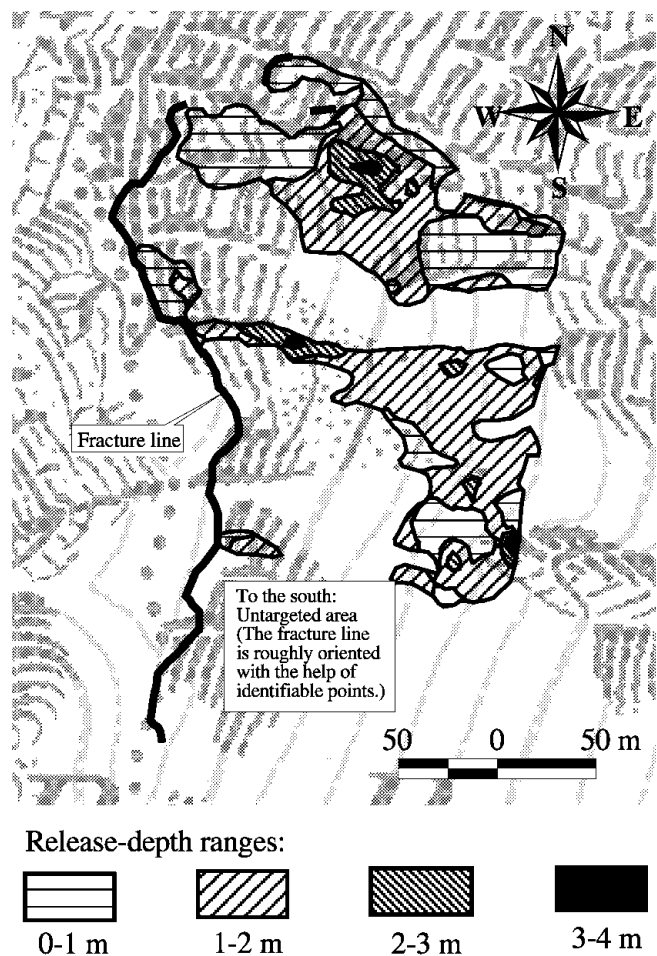 N
W E
S
Fracture line
To the south:
Untargeted area
(The fracture line
is roughly oriented
with the help of
identifiable points.)
50 0 50 m
Release-depth ranges:
0-1 m 1-2 m 2-3 m 3-4 m